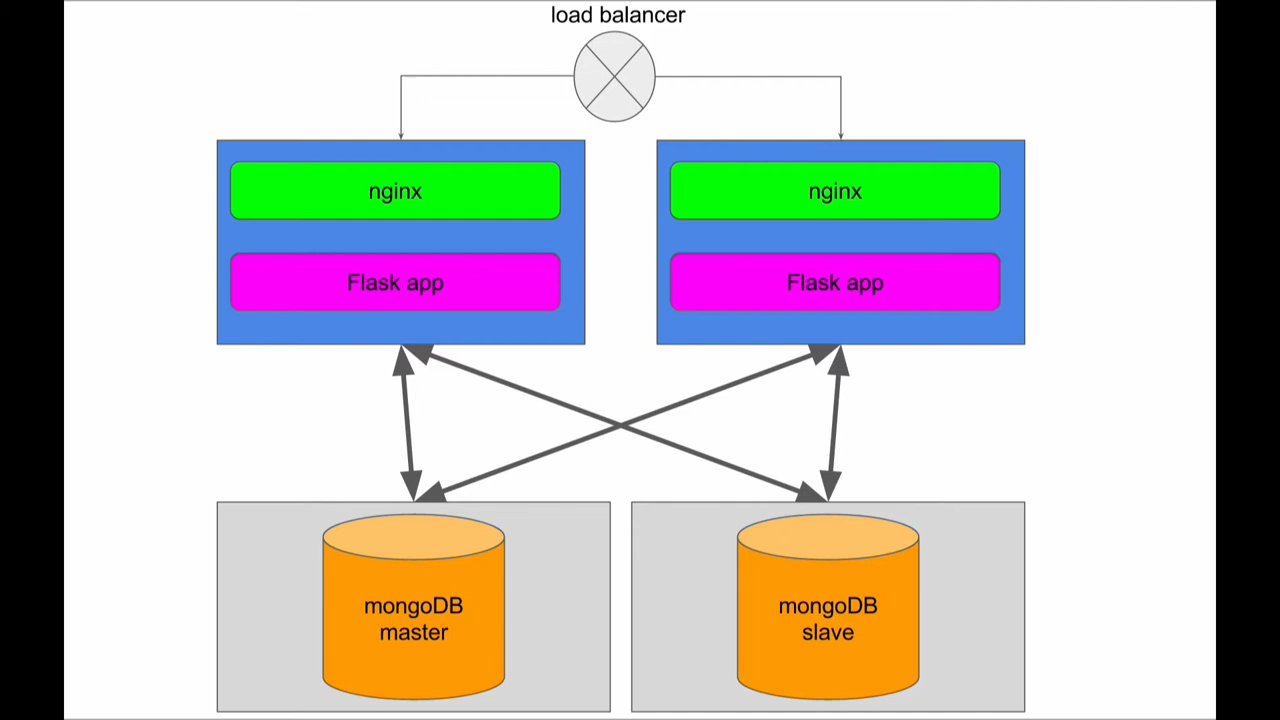 load balancer
nginx
nginx
Flask app
Flask app
mongoDB
master
mongoDB
slave